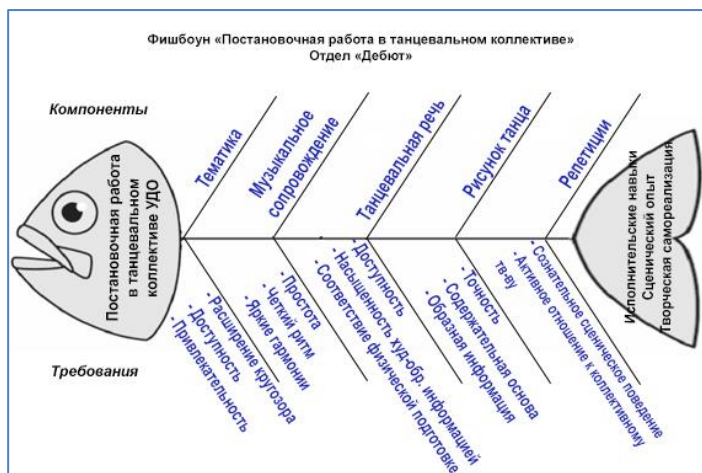 Фишбоун «Постановочная работа в танцевальном коллективе»
Отдел «Дебют»
Компоненты
Тематика
Музыкальное
сопровождение
Танцевальная речь
Рисунок танца
Репетиции
Постановочная работа
в танцевальном
коллективе УДО
Исполнительские навыки
Сценический опыт
Творческая самореализация
- Расширение кругозора
- Доступность
- Привлекательность
- Простота
- Четкий ритм
- Яркие гармонии
- Доступность
- Насыщенность худ-обр. информацией
- Соответствие физической подготовке
- Точность
- Содержательная основа
- Образная информация
- Сознательное сценическое поведение
- Активное отношение к коллективному
тв-ву
Требования